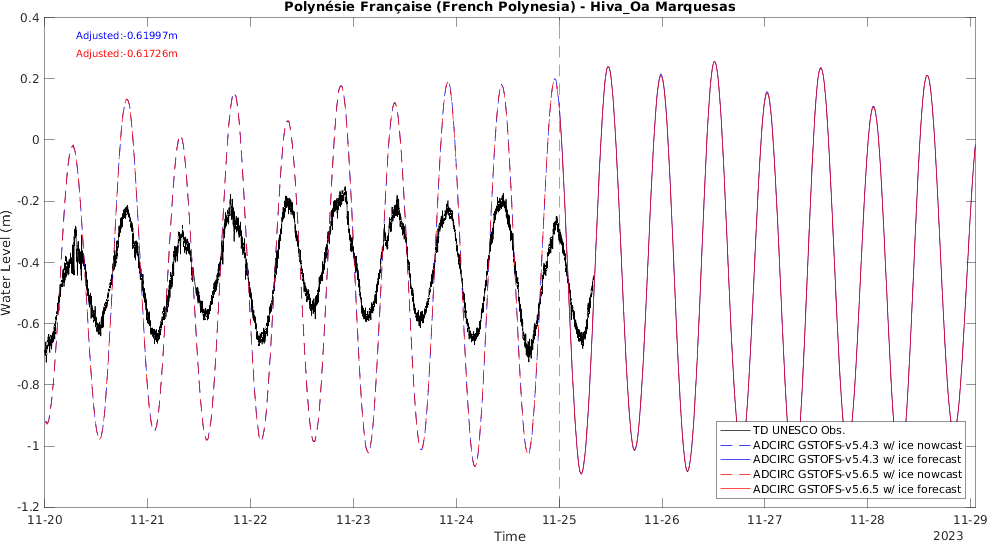 Polynésie Française (French Polynesia) - Hiva_Oa Marquesas
Adjusted:-0.61997m
Adjusted:-0.61726m
0.4
0.2
0
-0.2
-0.4
-0.6
-0.8
-1
-1.2
Water Level (m)
TD UNESCO Obs.
ADCIRC GSTOFS-v5.4.3 w/ ice nowcast
ADCIRC GSTOFS-v5.4.3 w/ ice forecast
ADCIRC GSTOFS-v5.6.5 w/ ice nowcast
ADCIRC GSTOFS-v5.6.5 w/ ice forecast
11-20 11-21 11-22 11-23 11-24 11-25 11-26 11-27 11-28 11-29
Time
2023